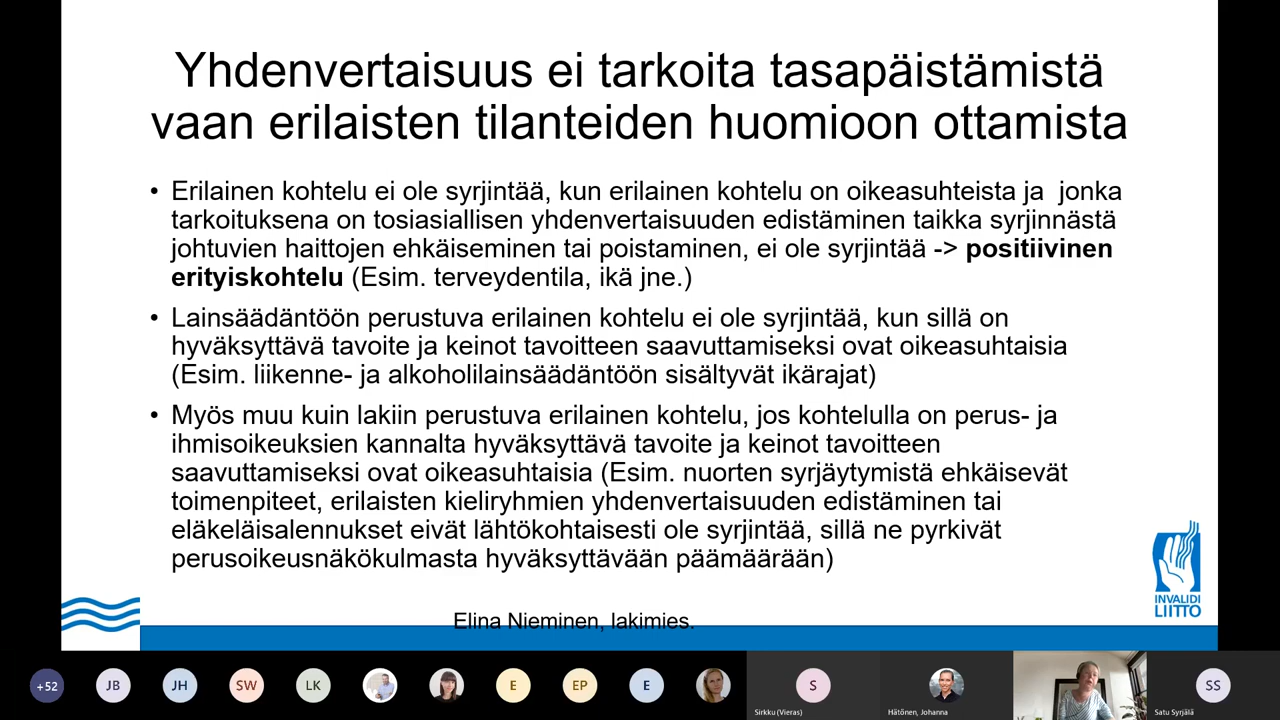 Yhdenvertaisuus ei tarkoita tasapäistämistä
vaan erilaisten tilanteiden huomioon ottamista
• Erilainen kohtelu ei ole syrjintää, kun erilainen kohtelu on oikeasuhteista ja  jonka
tarkoituksena on tosiasiallisen yhdenvertaisuuden edistäminen taikka syrjinnästä
johtuvien haittojen ehkäiseminen tai poistaminen, ei ole syrjintää -> positiivinen
erityiskohtelu (Esim. terveydentila, ikä jne.)
• Lainsäädäntöön perustuva erilainen kohtelu ei ole syrjintää, kun sillä on
hyväksyttävä tavoite ja keinot tavoitteen saavuttamiseksi ovat oikeasuhtaisia
(Esim. liikenne- ja alkoholilainsäädäntöön sisältyvät ikärajat)
• Myös muu kuin lakiin perustuva erilainen kohtelu, jos kohtelulla on perus- ja
ihmisoikeuksien kannalta hyväksyttävä tavoite ja keinot tavoitteen
saavuttamiseksi ovat oikeasuhtaisia (Esim. nuorten syrjäytymistä ehkäisevät
toimenpiteet, erilaisten kieliryhmien yhdenvertaisuuden edistäminen tai
eläkeläisalennukset eivät lähtökohtaisesti ole syrjintää, sillä ne pyrkivät
perusoikeusnäkökulmasta hyväksyttävään päämäärään)
INVALIDI
LIITTO
Elina Nieminen, lakimies.
+52 JB JH SW LK E EP E S SS
Sirkku (Vieras) Hätönen, Johanna Satu Syrjälä